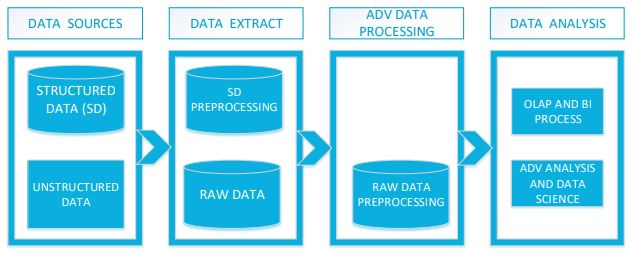 DATA SOURCES
DATA EXTRACT
ADV DATA
PROCESSING
DATA ANALYSIS
STRUCTURED
DATA (SD)
UNSTRUCTURED
DATA
SD
PREPROCESSING
RAW DATA
RAW DATA
PREPROCESSING
OLAP AND BI
PROCESS
ADV ANALYSIS
AND DATA
SCIENCE